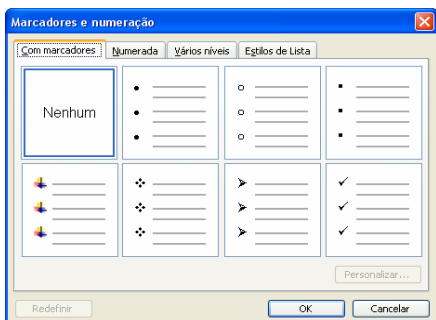 Marcadores e numeração
Com marcadores
Numerada
Vários níveis
Estilos de Lista
Nenhum
Personalizar...
Redefinir
OK
Cancelar